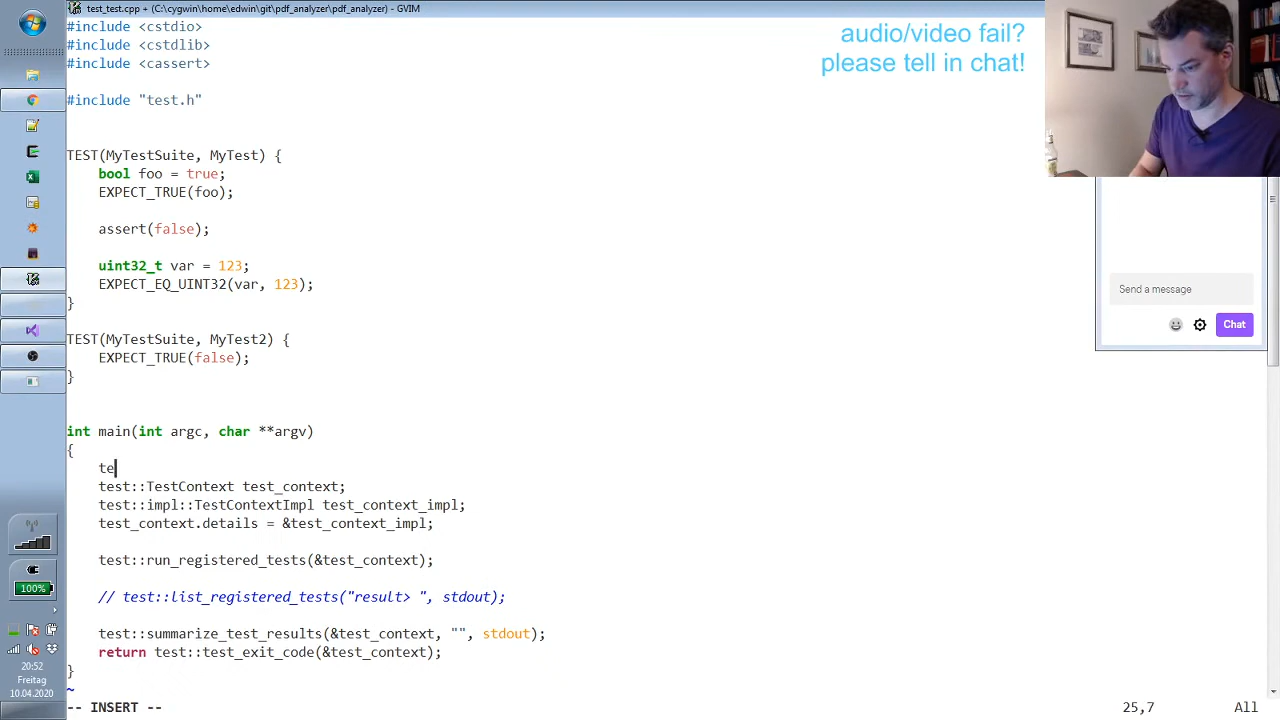 test_test.cpp + (C:\cygwin\home\edwin\git\pdf_analyzer\pdf_analyzer) - GVIM
audio/video fail?
please tell in chat!
#include <cstdio>
#include <cstdlib>
#include <cassert>
#include "test.h"
TEST(MyTestSuite, MyTest) {
bool foo = true;
EXPECT_TRUE(foo);
assert(false);
uint32_t var = 123;
EXPECT_EQ_UINT32(var, 123);
}
TEST(MyTestSuite, MyTest2) {
EXPECT_TRUE(false);
}
int main(int argc, char **argv)
{
te
test::TestContext test_context;
test::impl::TestContextImpl test_context_impl;
test_context.details = &test_context_impl;
test::run_registered_tests(&test_context);
// test::list_registered_tests("result> ", stdout);
test::summarize_test_results(&test_context, "", stdout);
return test::test_exit_code(&test_context);
}
~
-- INSERT --
25,7
All
Send a message
Chat
100%
20:52
Freitag
10.04.2020